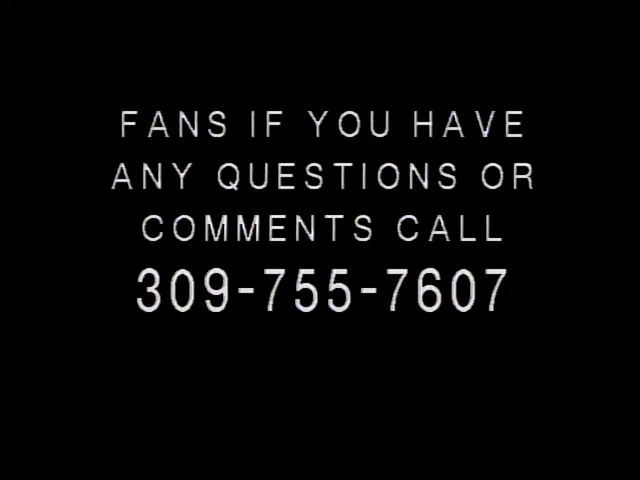 FANS IF YOU HAVE
ANY QUESTIONS OR
COMMENTS CALL
309-755-7607